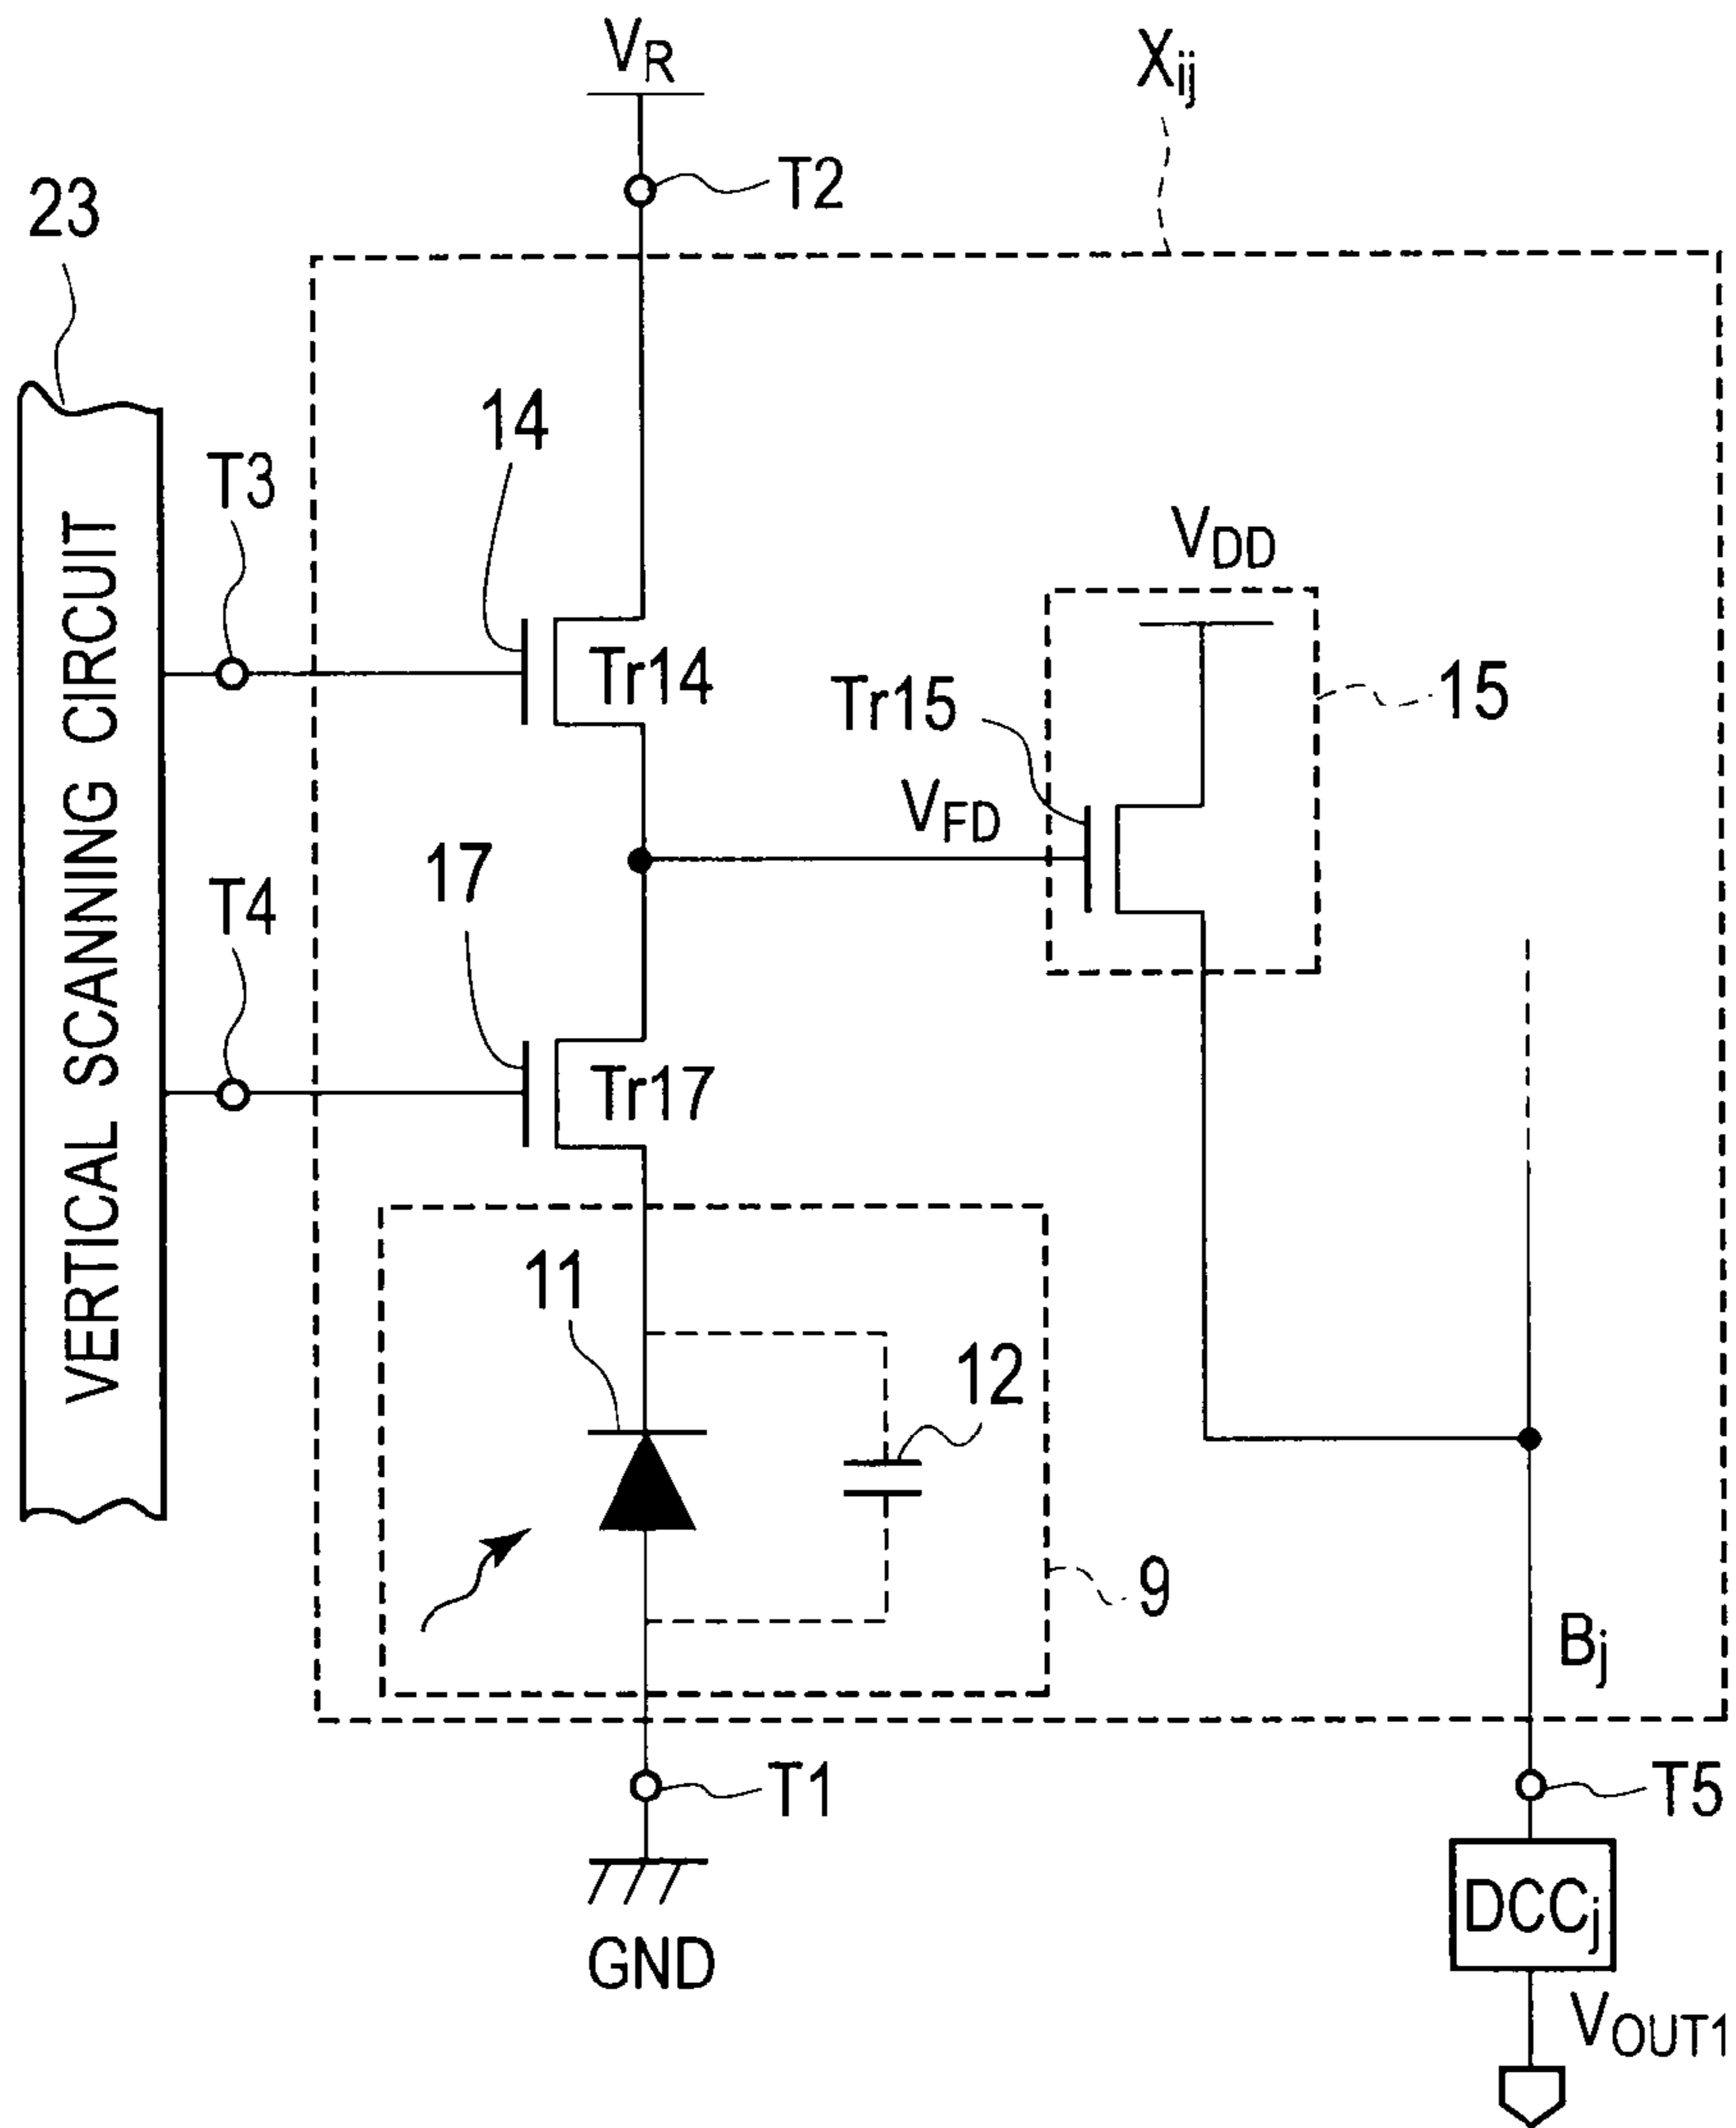 V_R
X_ij
T2
23
14
T3
V_DD
Tr14
15
Tr15
V_FD
17
T4
VERTICAL SCANNING CIRCUIT
Tr17
11
12
9
B_j
T1
T5
DCC_j
GND
V_OUT1